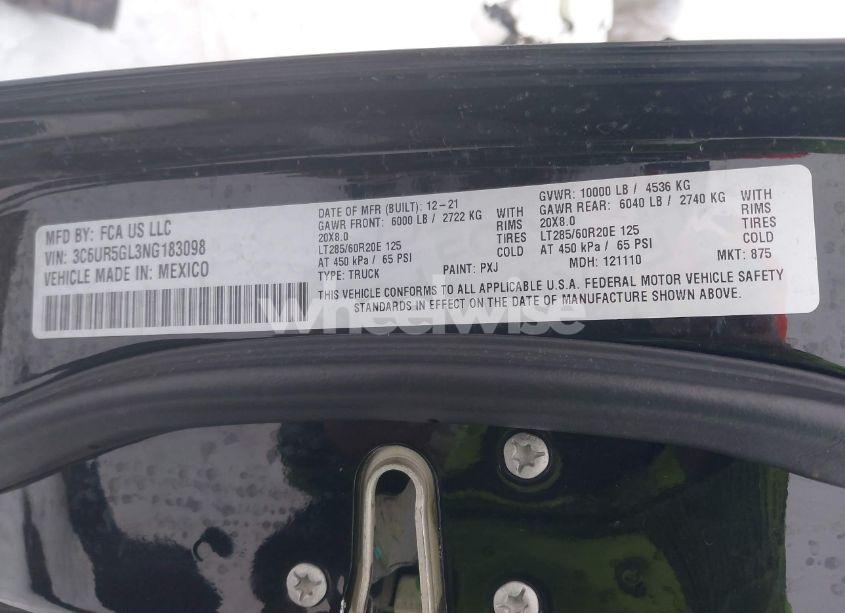 MFD BY: FCA US LLC
VIN: 3C6UR5GL3NG183098
VEHICLE MADE IN: MEXICO
DATE OF MFR (BUILT): 12-21
GAWR FRONT: 6000 LB / 2722 KG WITH
20X8.0 RIMS
LT285/60R20E 125 TIRES
AT 450 kPa / 65 PSI COLD
TYPE: TRUCK PAINT: PXJ
GVWR: 10000 LB / 4536 KG
GAWR REAR: 6040 LB / 2740 KG WITH
20X8.0 RIMS
LT285/60R20E 125 TIRES
AT 450 kPa / 65 PSI COLD
MDH: 121110 MKT: 875
THIS VEHICLE CONFORMS TO ALL APPLICABLE U.S.A. FEDERAL MOTOR VEHICLE SAFETY
STANDARDS IN EFFECT ON THE DATE OF MANUFACTURE SHOWN ABOVE.
wheelwise